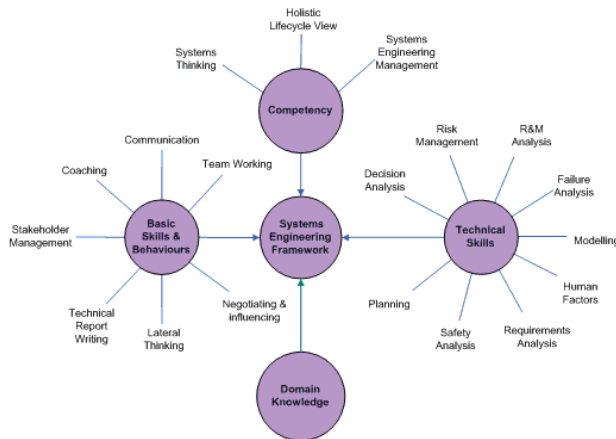 Holistic
Lifecycle View
Systems
Thinking
Systems
Engineering
Management
Competency
Communication
Team Working
Coaching
Stakeholder
Management
Basic
Skills &
Behaviours
Technical
Report
Writing
Lateral
Thinking
Negotiating &
influencing
Systems
Engineering
Framework
Risk
Management
R&M
Analysis
Decision
Analysis
Failure
Analysis
Technical
Skills
Modelling
Human
Factors
Planning
Safety
Analysis
Requirements
Analysis
Domain
Knowledge